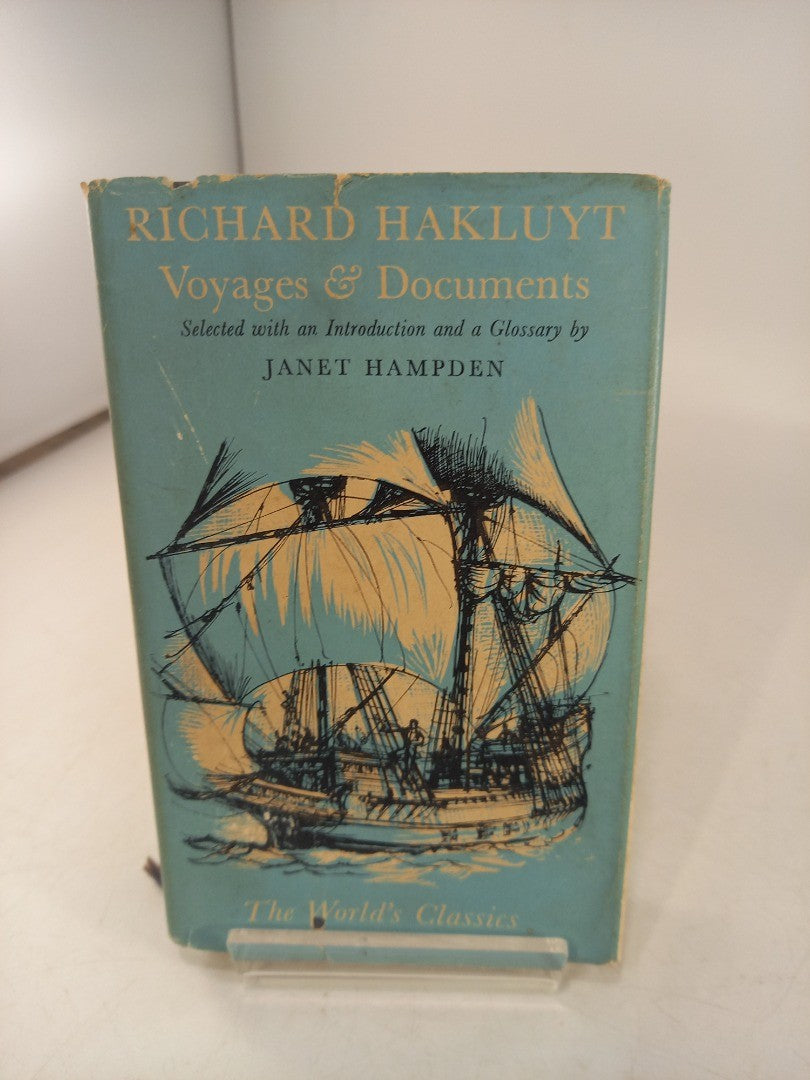 RICHARD HAKLUYT
Voyages & Documents
Selected with an Introduction and a Glossary by
JANET HAMPDEN
The World's Classics